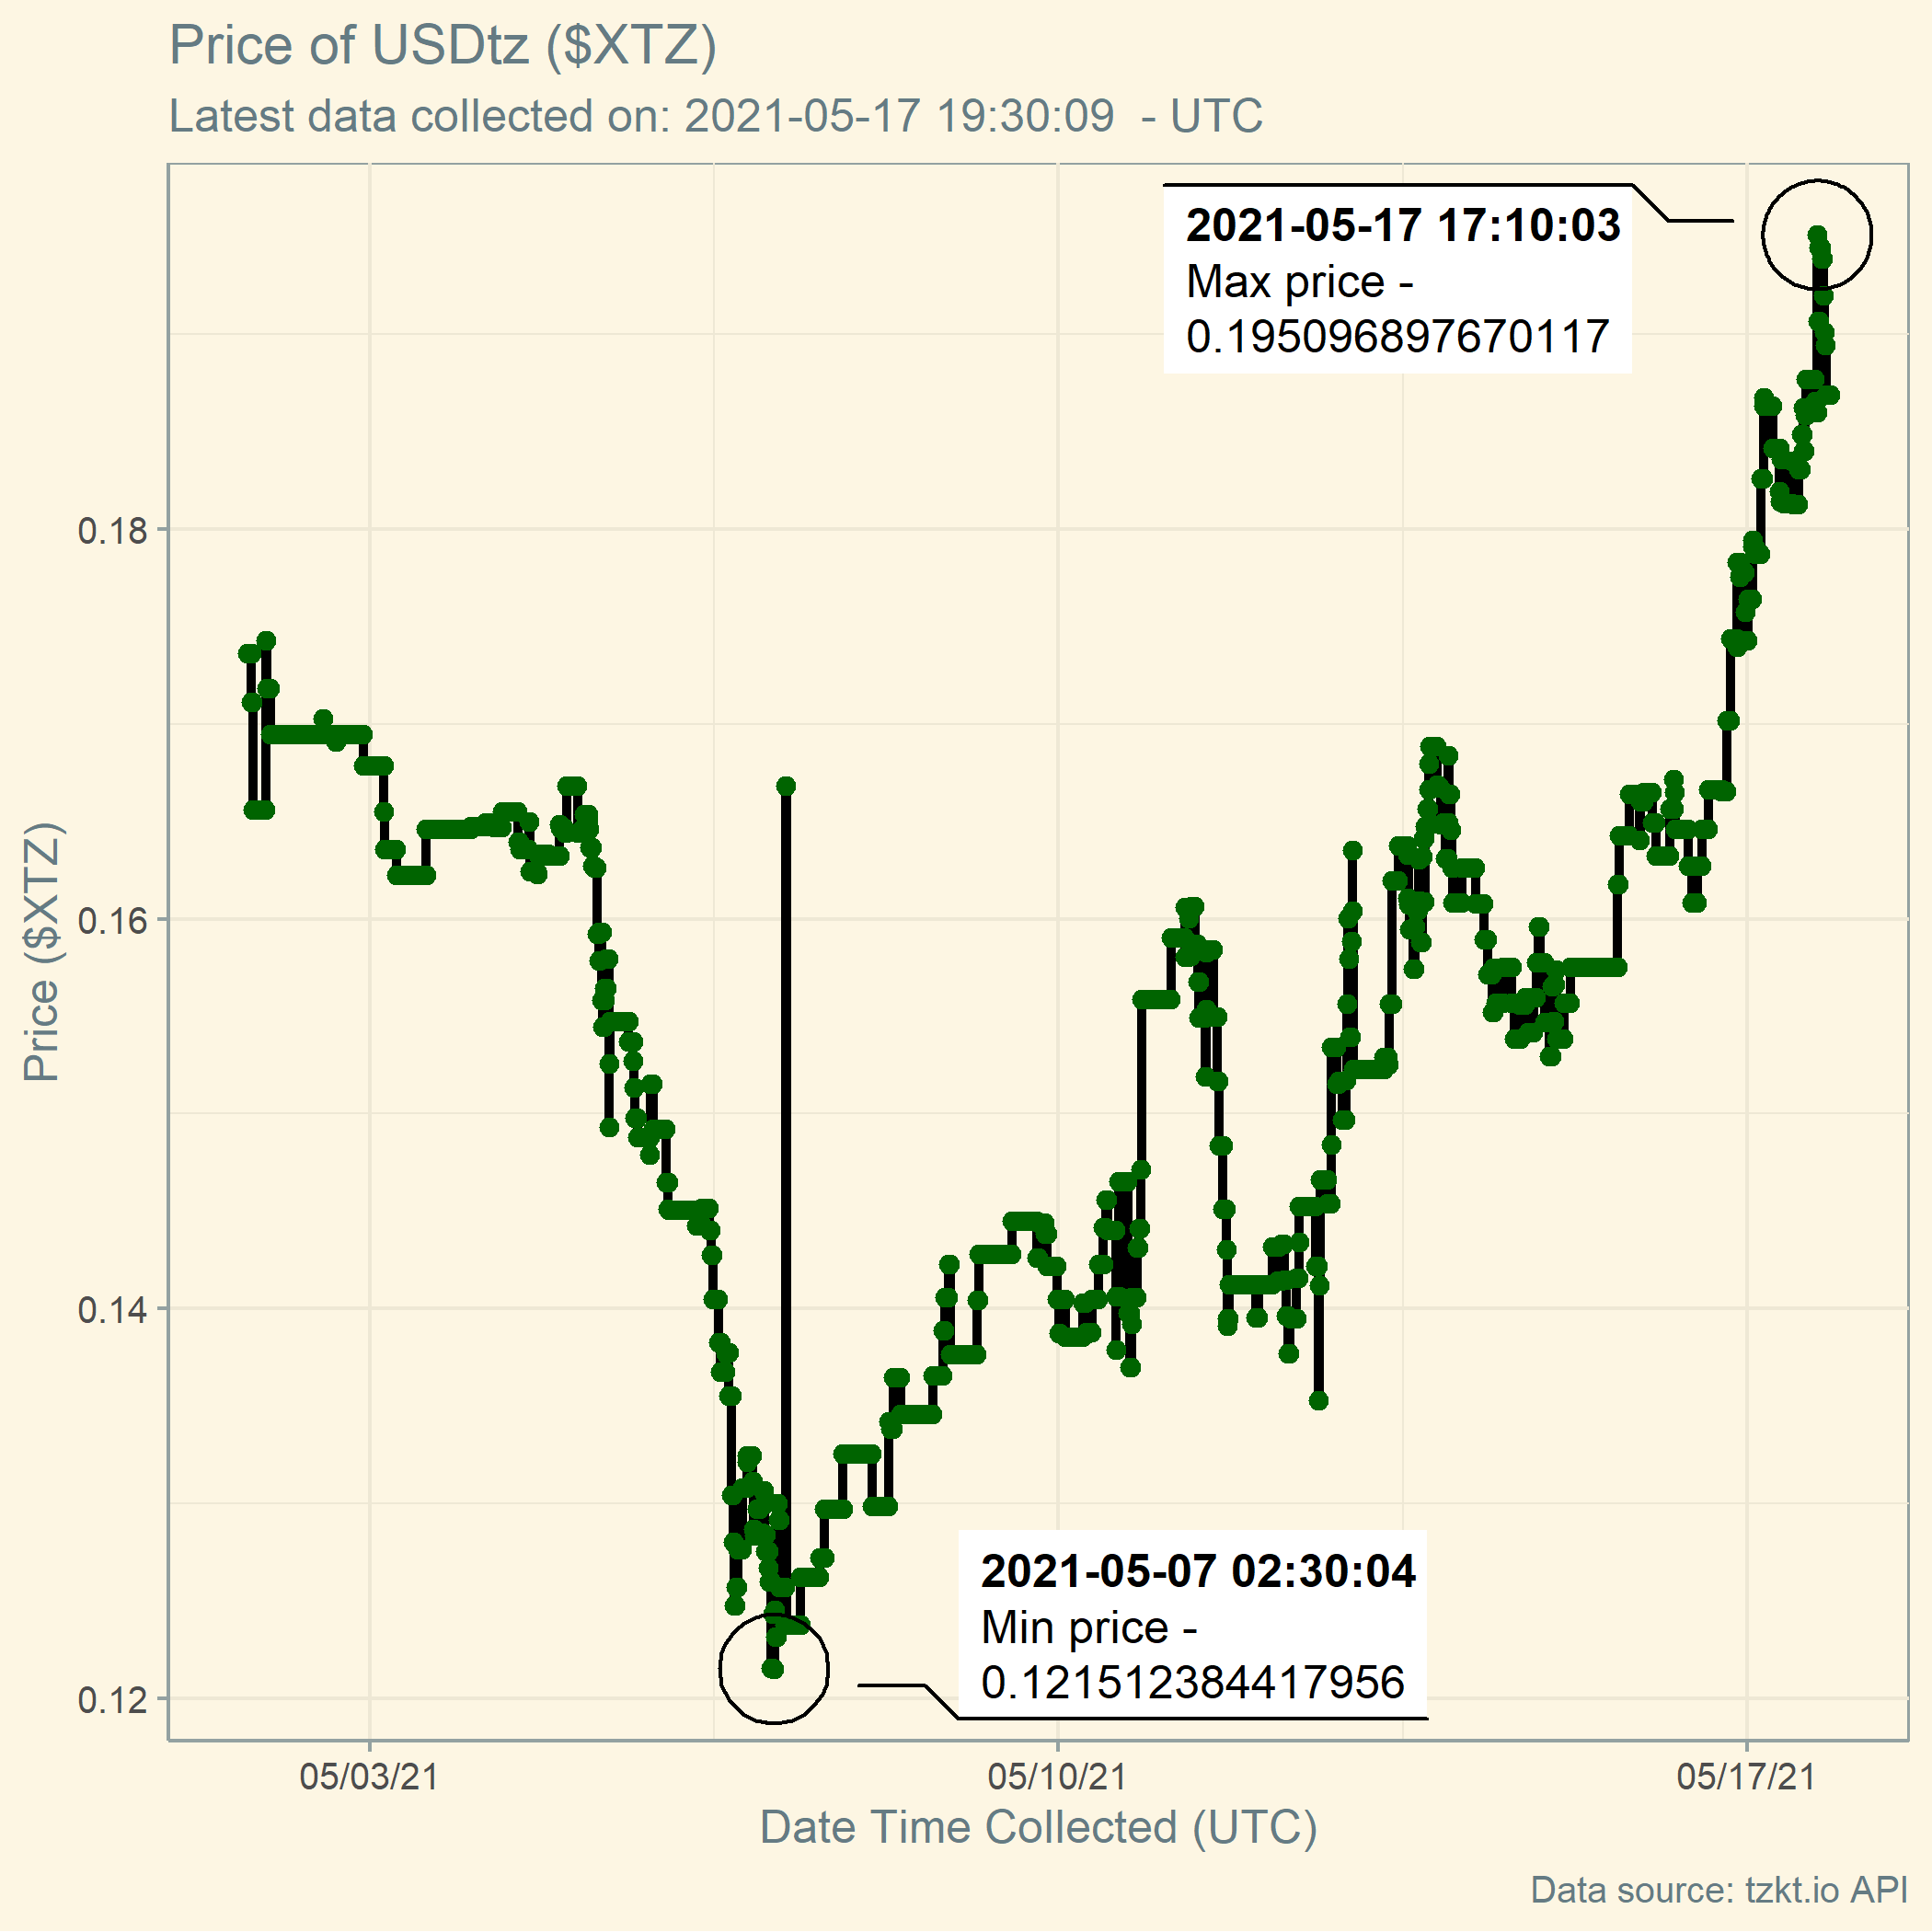 Price of USDtz ($XTZ)
Latest data collected on: 2021-05-17 19:30:09  - UTC
2021-05-17 17:10:03
Max price -
0.195096897670117
0.18
0.16
0.14
0.12
Price ($XTZ)
2021-05-07 02:30:04
Min price -
0.121512384417956
05/03/21
05/10/21
05/17/21
Date Time Collected (UTC)
Data source: tzkt.io API